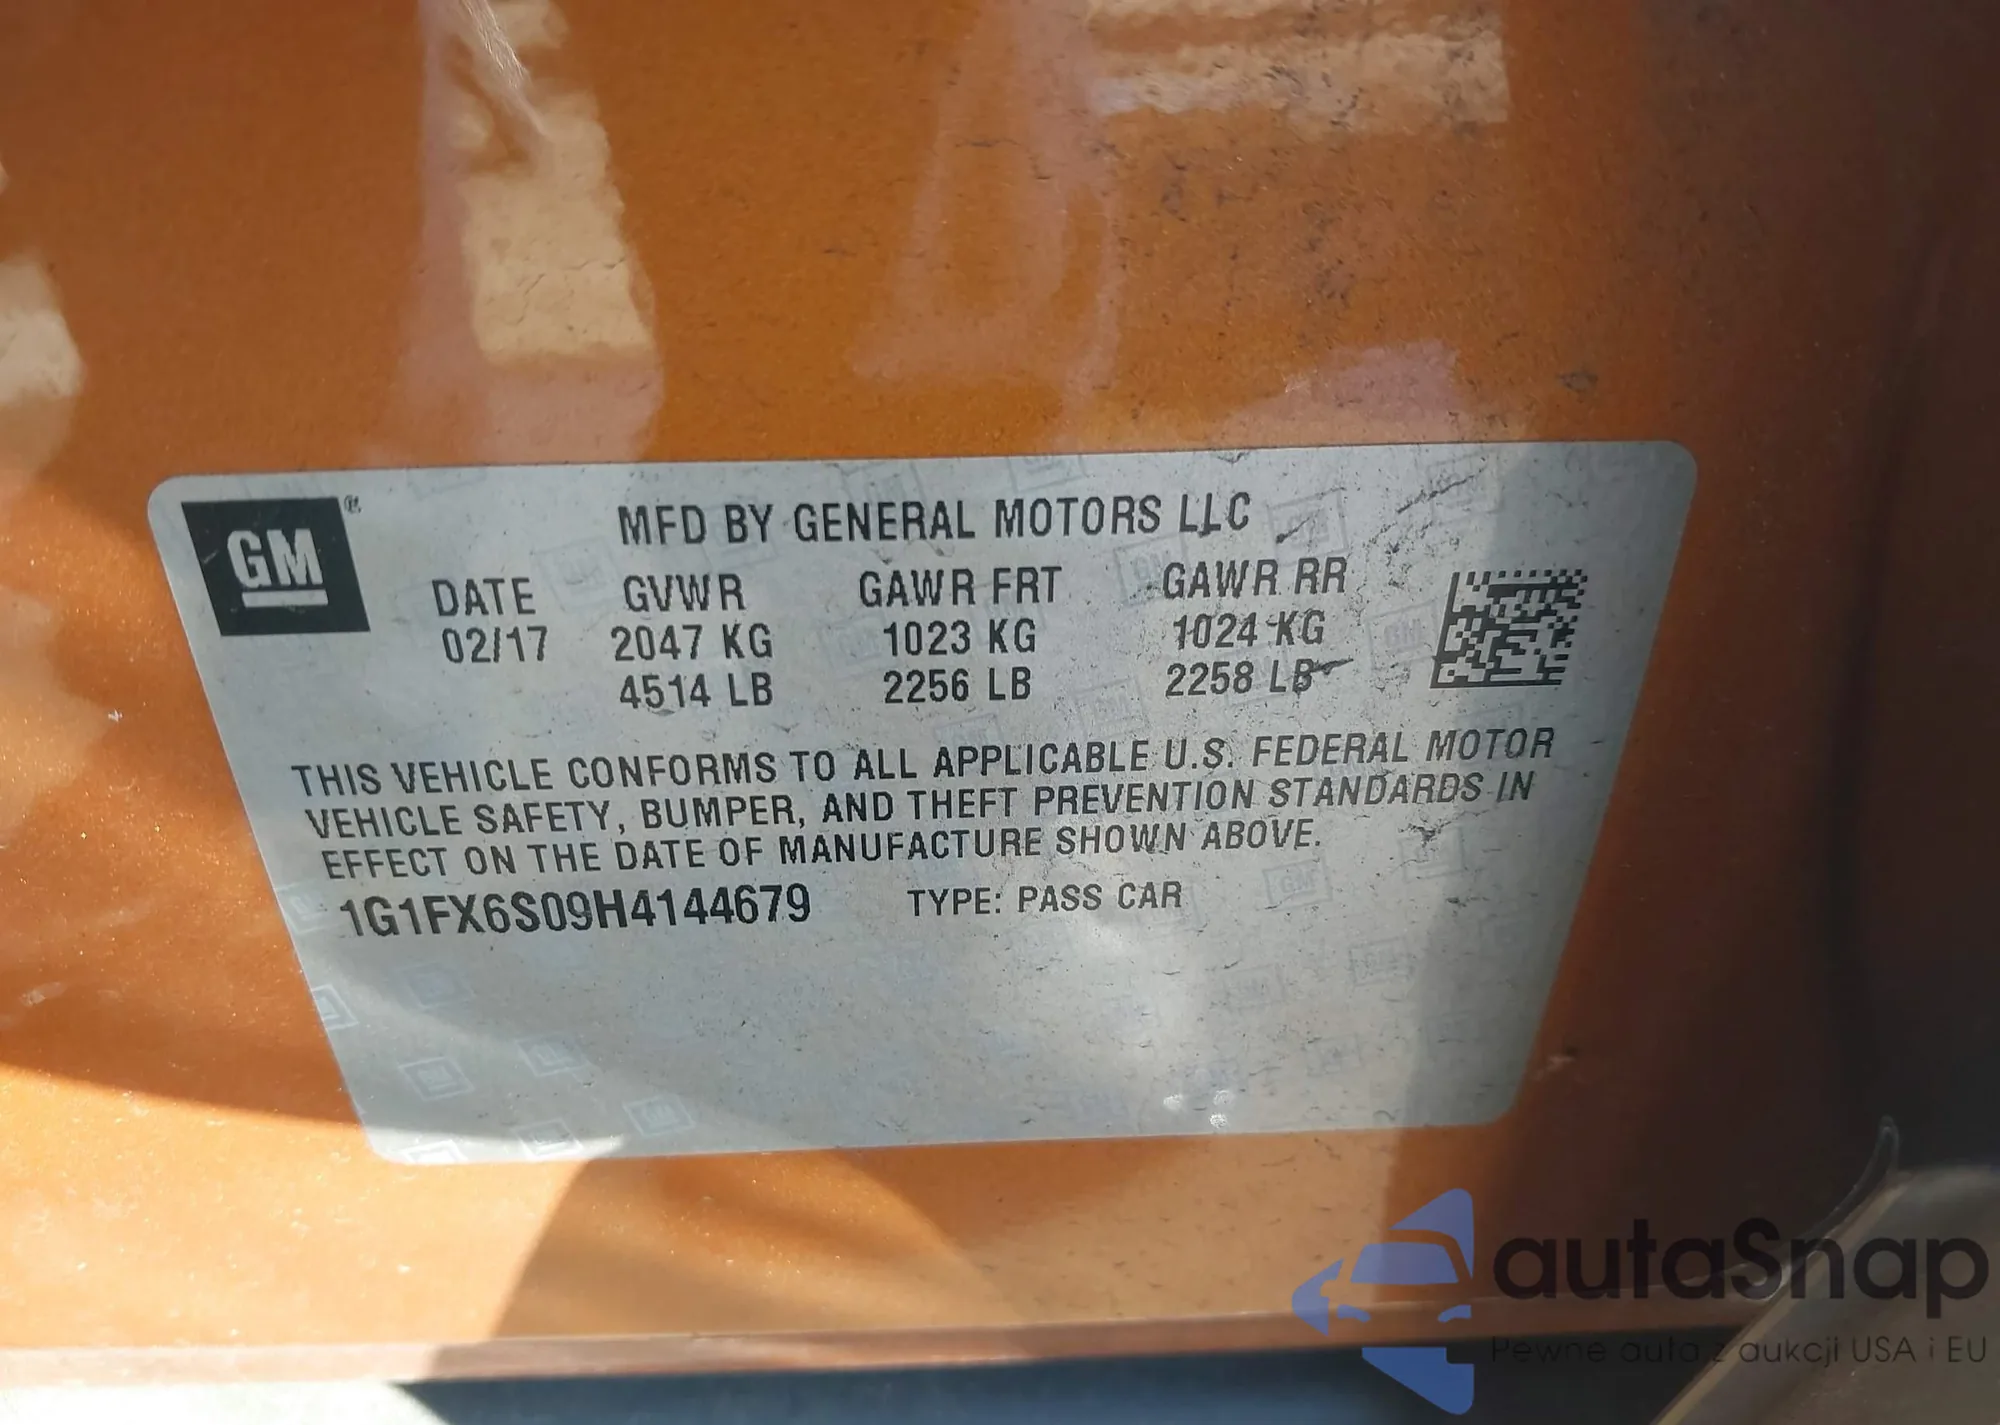 GM®
MFD BY GENERAL MOTORS LLC
DATE GVWR GAWR FRT GAWR RR
02/17 2047 KG 1023 KG 1024 KG
4514 LB 2256 LB 2258 LB
THIS VEHICLE CONFORMS TO ALL APPLICABLE U.S. FEDERAL MOTOR
VEHICLE SAFETY, BUMPER, AND THEFT PREVENTION STANDARDS IN
EFFECT ON THE DATE OF MANUFACTURE SHOWN ABOVE.
1G1FX6S09H4144679 TYPE: PASS CAR
autaSnap
Pewne auta z aukcji USA i EU